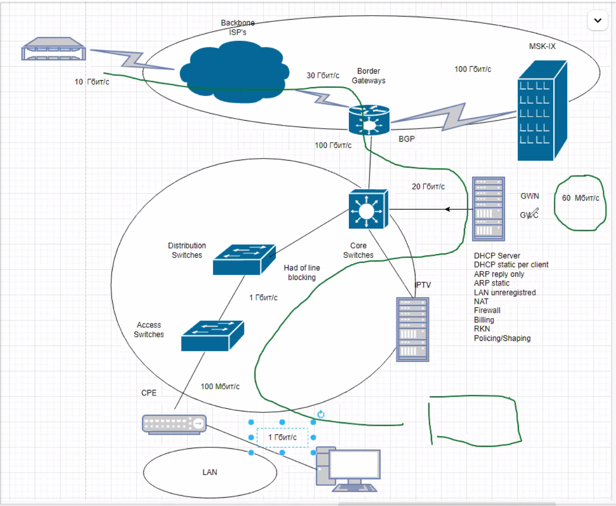 Backbone
ISP's
MSK-IX
10 Гбит/с
30 Гбит/с
Border
Gateways
100 Гбит/с
BGP
100 Гбит/с
20 Гбит/с
GWN
60 Мбит/с
Distribution
Switches
Core
Switches
Had of line
blocking
DHCP Server
DHCP static per client
ARP reply only
ARP static
LAN unregistred
NAT
Firewall
Billing
RKN
Policing/Shaping
IPTV
1 Гбит/с
Access
Switches
100 Мбит/с
CPE
1 Гбит/с
LAN